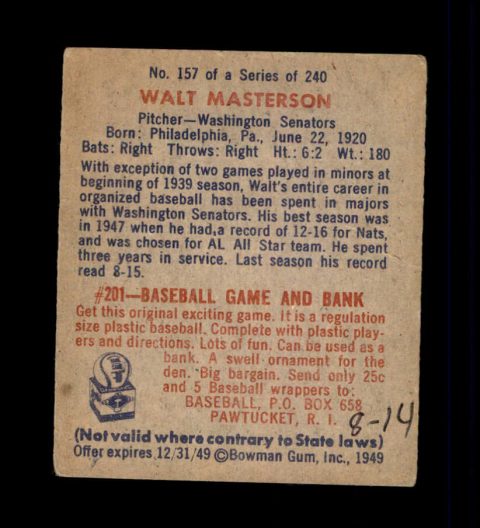 No. 157 of a Series of 240
WALT MASTERSON
Pitcher—Washington Senators
Born: Philadelphia, Pa., June 22, 1920
Bats: Right Throws: Right Ht.: 6:2 Wt.: 180
With exception of two games played in minors at
beginning of 1939 season, Walt's entire career in
organized baseball has been spent in majors
with Washington Senators. His best season was
in 1947 when he had a record of 12-16 for Nats,
and was chosen for AL All Star team. He spent
three years in service. Last season his record
read 8-15.
#201—BASEBALL GAME AND BANK
Get this original exciting game. It is a regulation
size plastic baseball. Complete with plastic play-
ers and directions. Lots of fun. Can be used as a
bank. A swell ornament for the
den. Big bargain. Send only 25c
and 5 Baseball wrappers to:
BASEBALL, P.O. BOX 658
PAWTUCKET, R. I.
8-14
(Not valid where contrary to State laws)
Offer expires 12/31/49 ©Bowman Gum, Inc., 1949